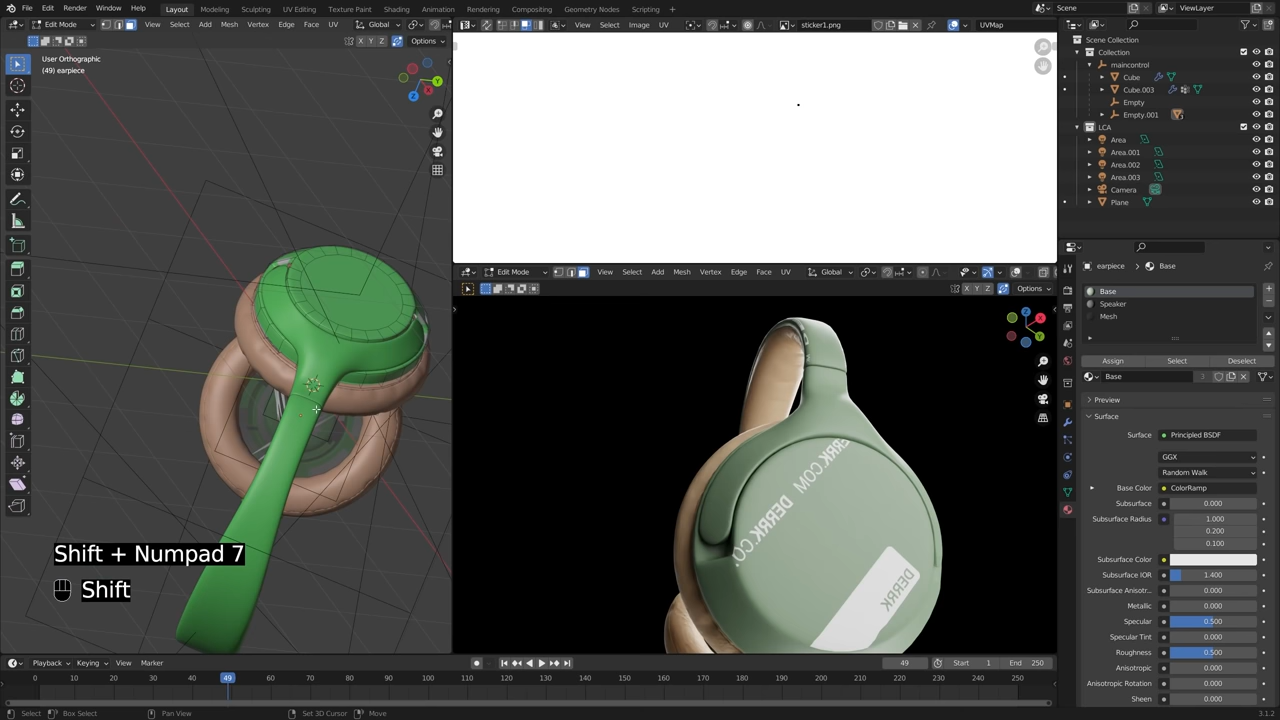 File Edit Render Window Help
Layout Modeling Sculpting UV Editing Texture Paint Shading Animation Rendering Compositing Geometry Nodes Scripting
Scene
ViewLayer
Edit Mode View Select Add Mesh Vertex Edge Face UV Global
X Y Z Options
View Select Image UV sticker1.png UVMap
User Orthographic
(49) earpiece
Y
Z
X
Shift + Numpad 7
Shift
Edit Mode View Select Add Mesh Vertex Edge Face UV Global
X Y Z Options
Z
X
DERRK.COM DERRK.CO
DERRK
Scene Collection
Collection
maincontrol
Cube
Cube.003
Empty
Empty.001
LCA
Area
Area.001
Area.002
Area.003
Camera
Plane
earpiece Base
Base
Speaker
Mesh
Assign Select Deselect
Base 3
Preview
Surface
Surface Principled BSDF
GGX
Random Walk
Base Color ColorRamp
Subsurface 0.000
Subsurface Radius 1.000
0.200
0.100
Subsurface Color
Subsurface IOR 1.400
Subsurface Anisotr... 0.000
Metallic 0.000
Specular 0.500
Specular Tint 0.000
Roughness 0.500
Anisotropic 0.000
Anisotropic Rotation 0.000
Sheen 0.000
Playback Keying View Marker 49 Start 1 End 250
0 10 20 30 40 49 60 70 80 90 100 110 120 130 140 150 160 170 180 190 200 210 220 230 240 250
Select Box Select Pan View Set 3D Cursor Move 3.1.2